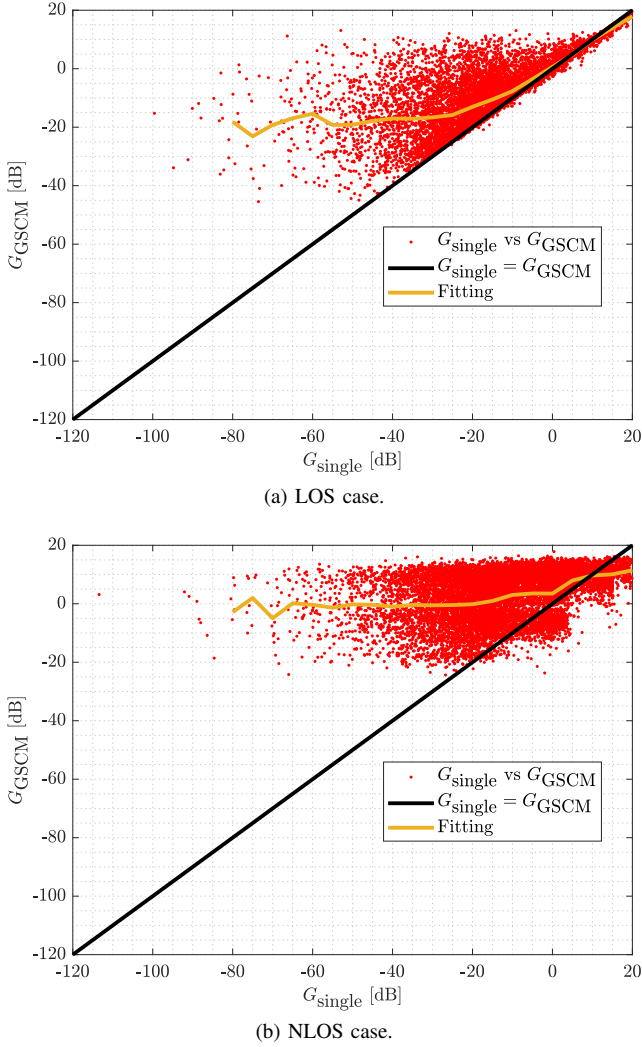 20
0
-20
-40
-60
-80
-100
-120
G_GSCM [dB]
G_single vs G_GSCM
G_single = G_GSCM
Fitting
-120 -100 -80 -60 -40 -20 0 20
G_single [dB]
(a) LOS case.
20
0
-20
-40
-60
-80
-100
-120
G_GSCM [dB]
G_single vs G_GSCM
G_single = G_GSCM
Fitting
-120 -100 -80 -60 -40 -20 0 20
G_single [dB]
(b) NLOS case.